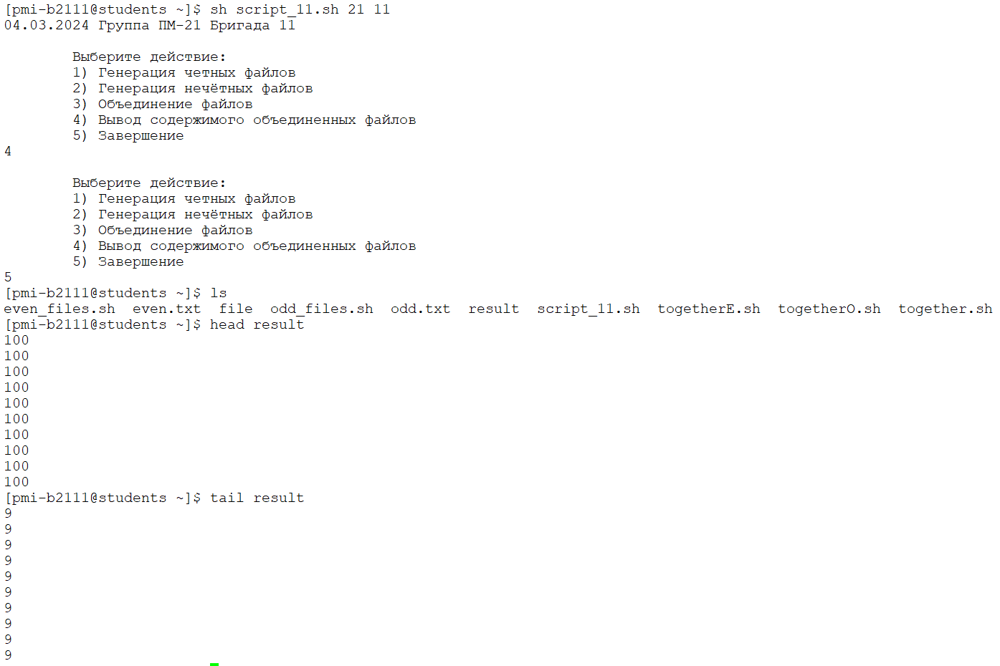 [pmi-b2111@students ~]$ sh script_11.sh 21 11
04.03.2024 Группа ПМ-21 Бригада 11
Выберите действие:
1) Генерация четных файлов
2) Генерация нечётных файлов
3) Объединение файлов
4) Вывод содержимого объединенных файлов
5) Завершение
4
Выберите действие:
1) Генерация четных файлов
2) Генерация нечётных файлов
3) Объединение файлов
4) Вывод содержимого объединенных файлов
5) Завершение
5
[pmi-b2111@students ~]$ ls
even_files.sh even.txt file odd_files.sh odd.txt result script_11.sh togetherE.sh togetherO.sh together.sh
[pmi-b2111@students ~]$ head result
100
100
100
100
100
100
100
100
100
100
[pmi-b2111@students ~]$ tail result
9
9
9
9
9
9
9
9
9
9